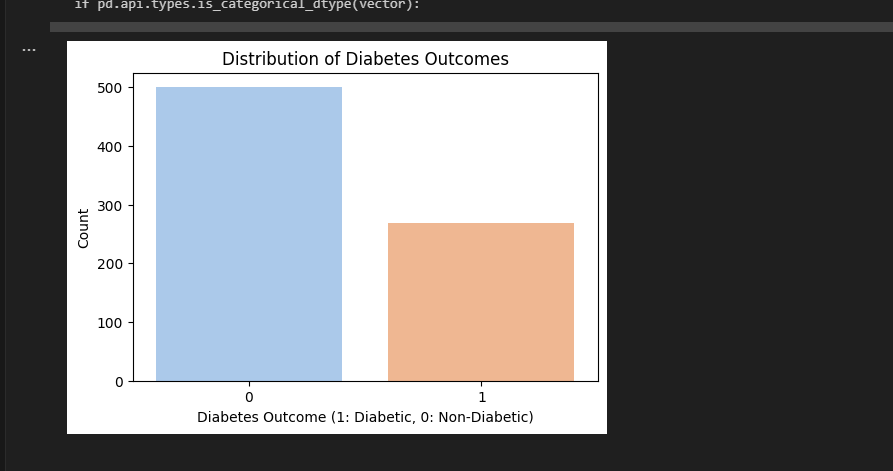 if pd.api.types.is_categorical_dtype(vector):
...
Distribution of Diabetes Outcomes
500
400
300
200
100
0
Count
0 1
Diabetes Outcome (1: Diabetic, 0: Non-Diabetic)